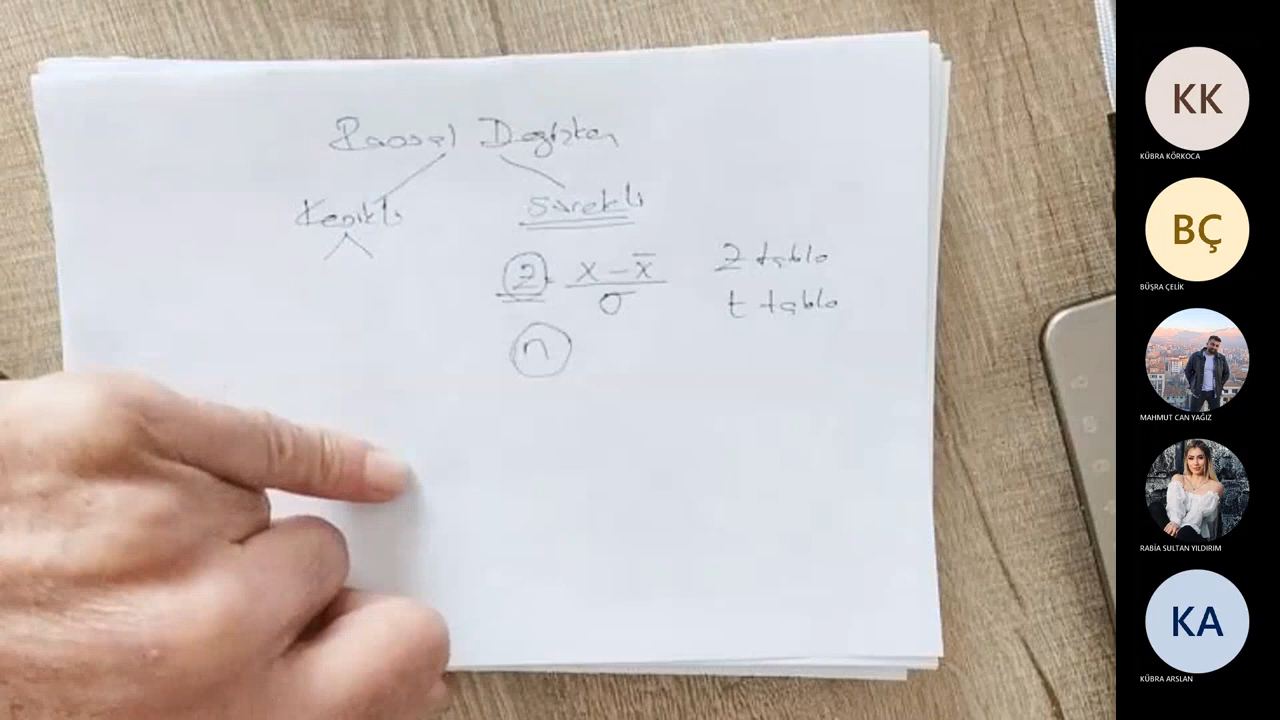 Rassal Değişken
Kesikli
Sürekli
Z = X - X̄ / σ
Z tablo
t tablo
n
KK
KÜBRA KÖRKOCA
BÇ
BÜŞRA ÇELİK
MAHMUT CAN YAĞIZ
RABİA SULTAN YILDIRIM
KA
KÜBRA ARSLAN